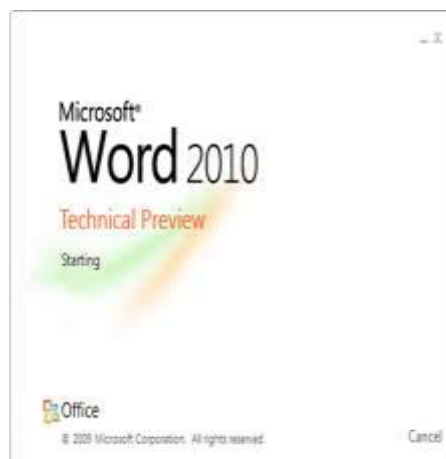 Microsoft®
Word 2010
Technical Preview
Starting
Office
© 2009 Microsoft Corporation. All rights reserved.
Cancel